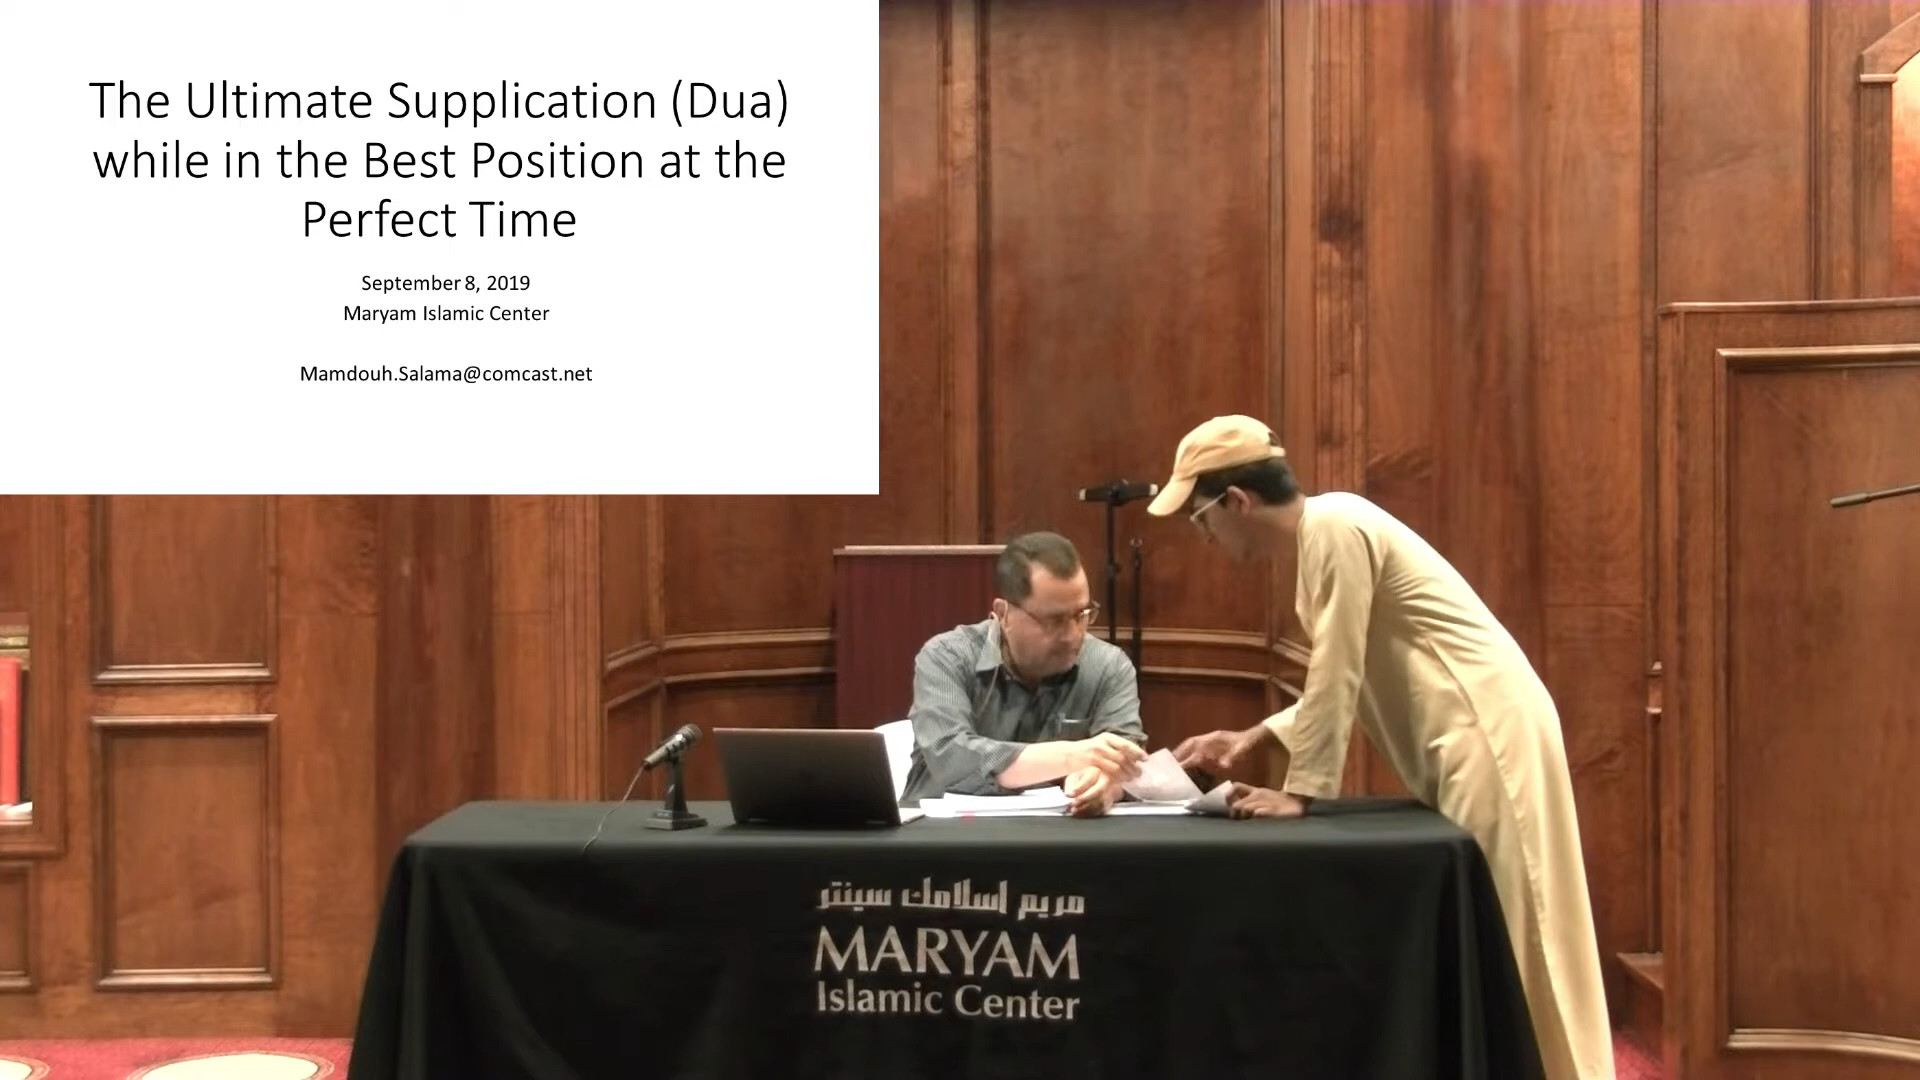 The Ultimate Supplication (Dua)
while in the Best Position at the
Perfect Time
September 8, 2019
Maryam Islamic Center
Mamdouh.Salama@comcast.net
مريم اسلامك سينتر
MARYAM
Islamic Center